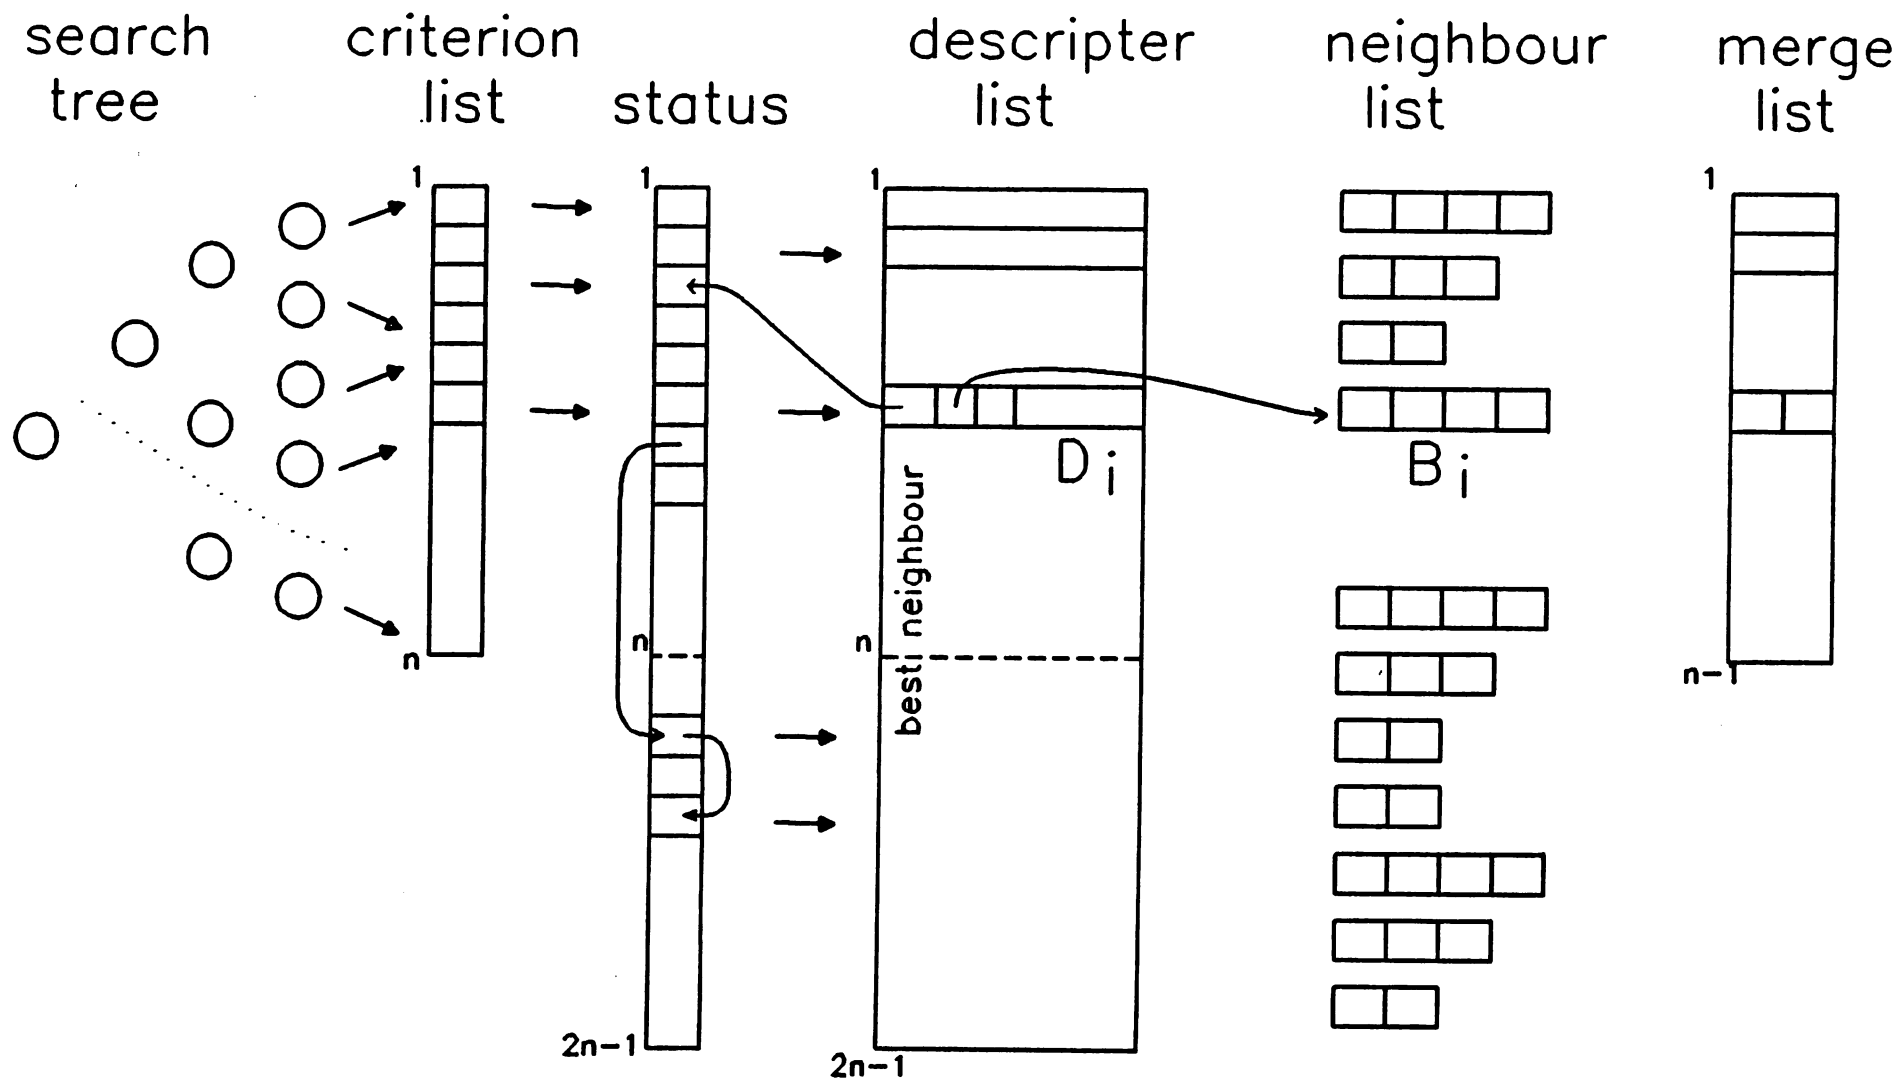 search
tree
criterion
list
status
descripter
list
neighbour
list
merge
list
1
1
1
1
D i
B i
best neighbour
n
n
n
n-1
2n-1
2n-1